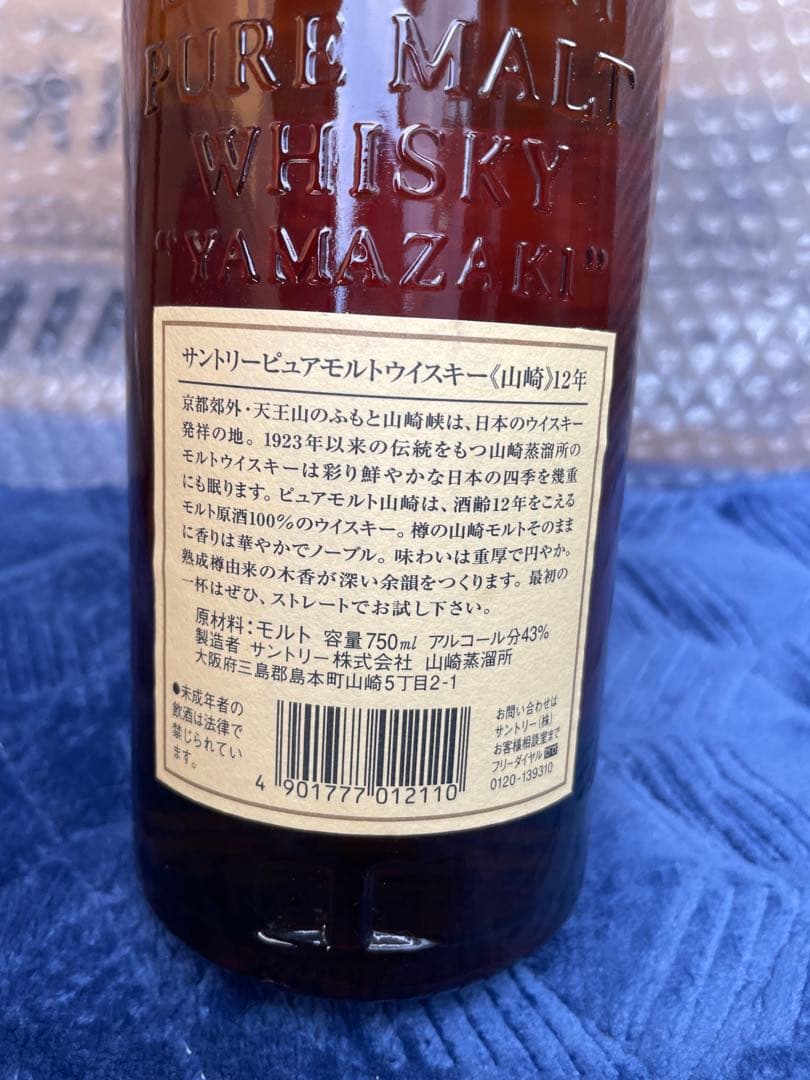 PURE MALT
WHISKY
“YAMAZAKI”
サントリーピュアモルトウイスキー《山崎》12年
京都郊外・天王山のふもと山崎峡は、日本のウイスキー
発祥の地。1923年以来の伝統をもつ山崎蒸溜所の
モルトウイスキーは彩り鮮やかな日本の四季を幾重
にも眠ります。ピュアモルト山崎は、酒齢12年をこえる
モルト原酒100%のウイスキー。樽の山崎モルトそのまま
に香りは華やかでノーブル。味わいは重厚で円やか。
熟成樽由来の木香が深い余韻をつくります。最初の
一杯はぜひ、ストレートでお試し下さい。
原材料：モルト 容量750ml アルコール分43%
製造者 サントリー株式会社 山崎蒸溜所
大阪府三島郡島本町山崎5丁目2-1
●未成年者の
飲酒は法律で
禁じられてい
ます。
4 901777 012110
お問い合わせは
サントリー(株)
お客様相談室まで
フリーダイヤル
0120-139310